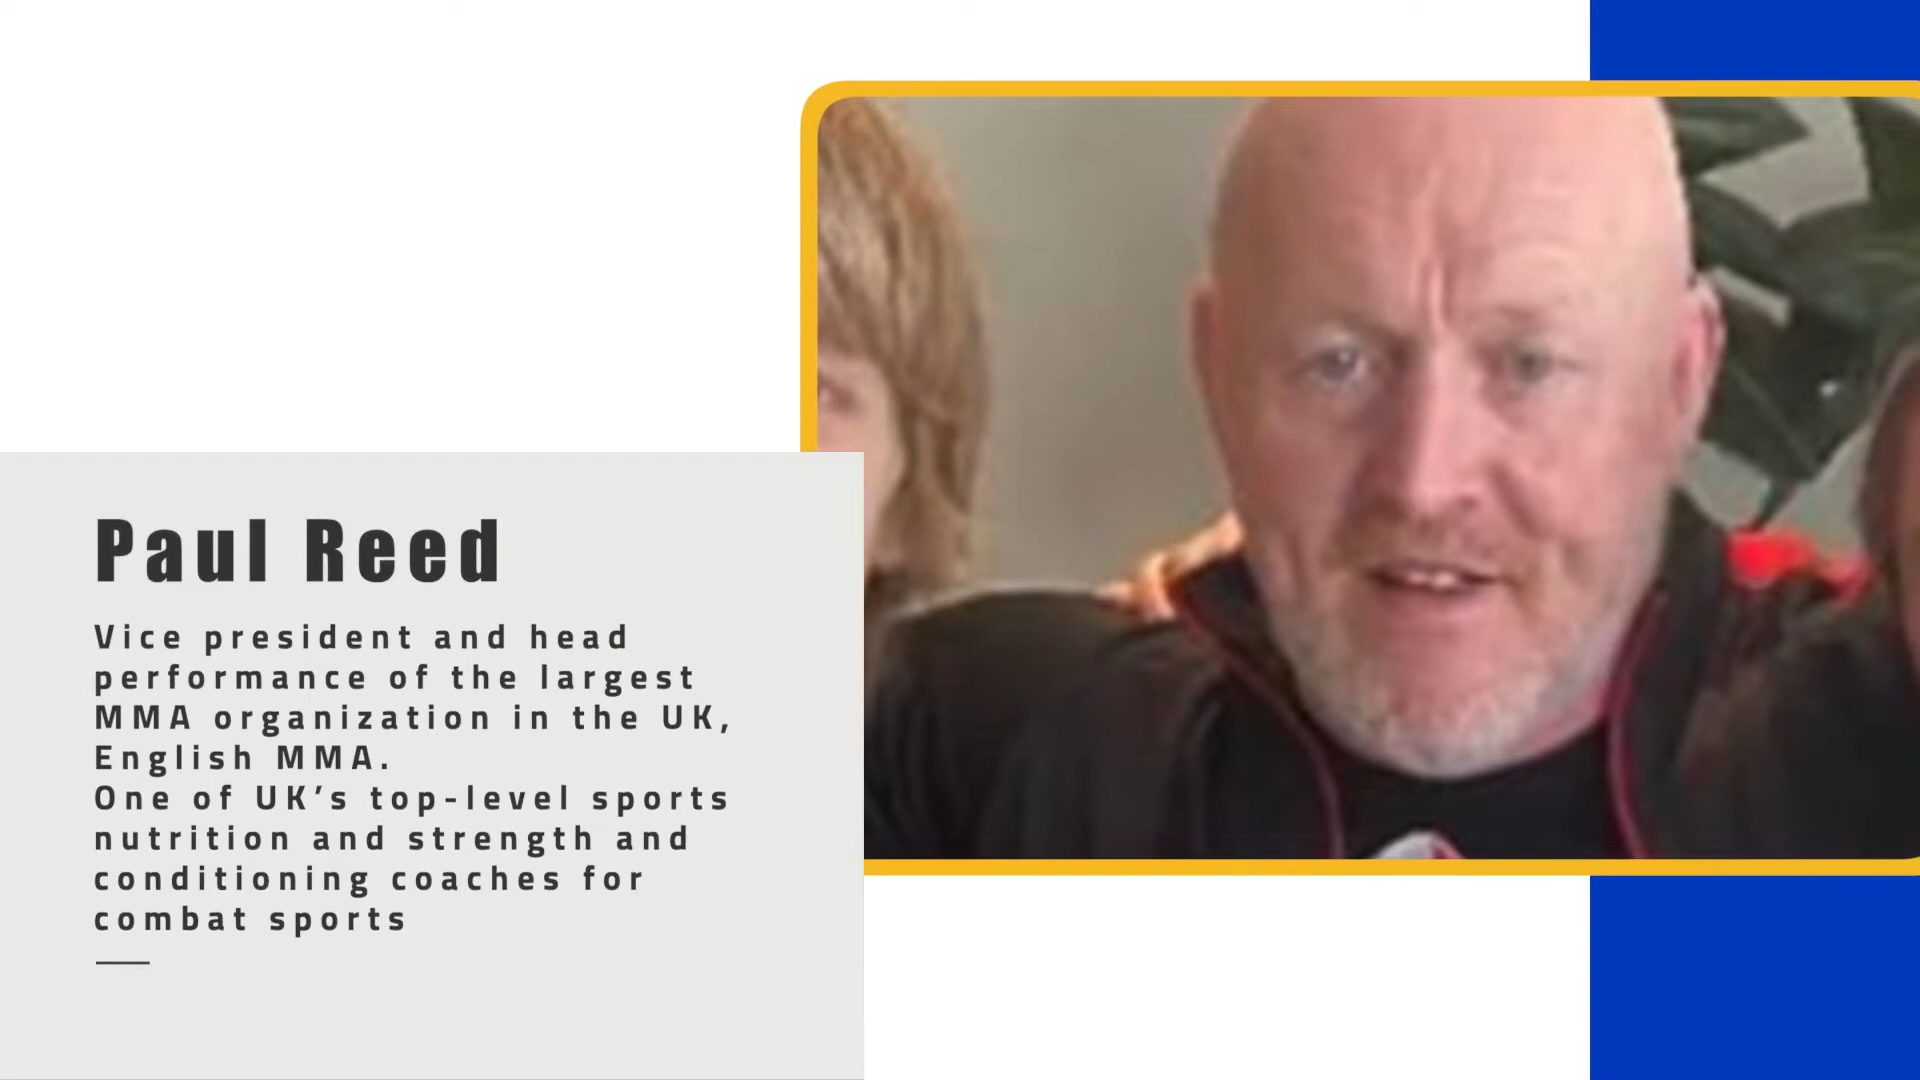 Paul Reed
Vice president and head
performance of the largest
MMA organization in the UK,
English MMA.
One of UK’s top-level sports
nutrition and strength and
conditioning coaches for
combat sports